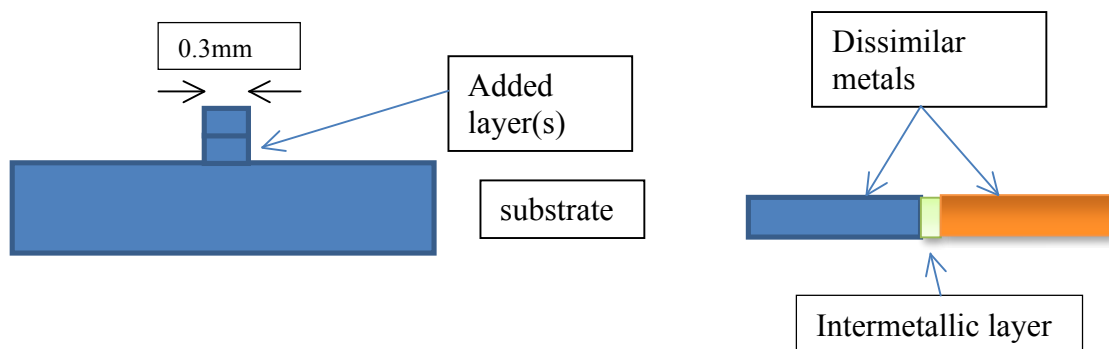 0.3mm
Added
layer(s)
substrate
Dissimilar
metals
Intermetallic layer